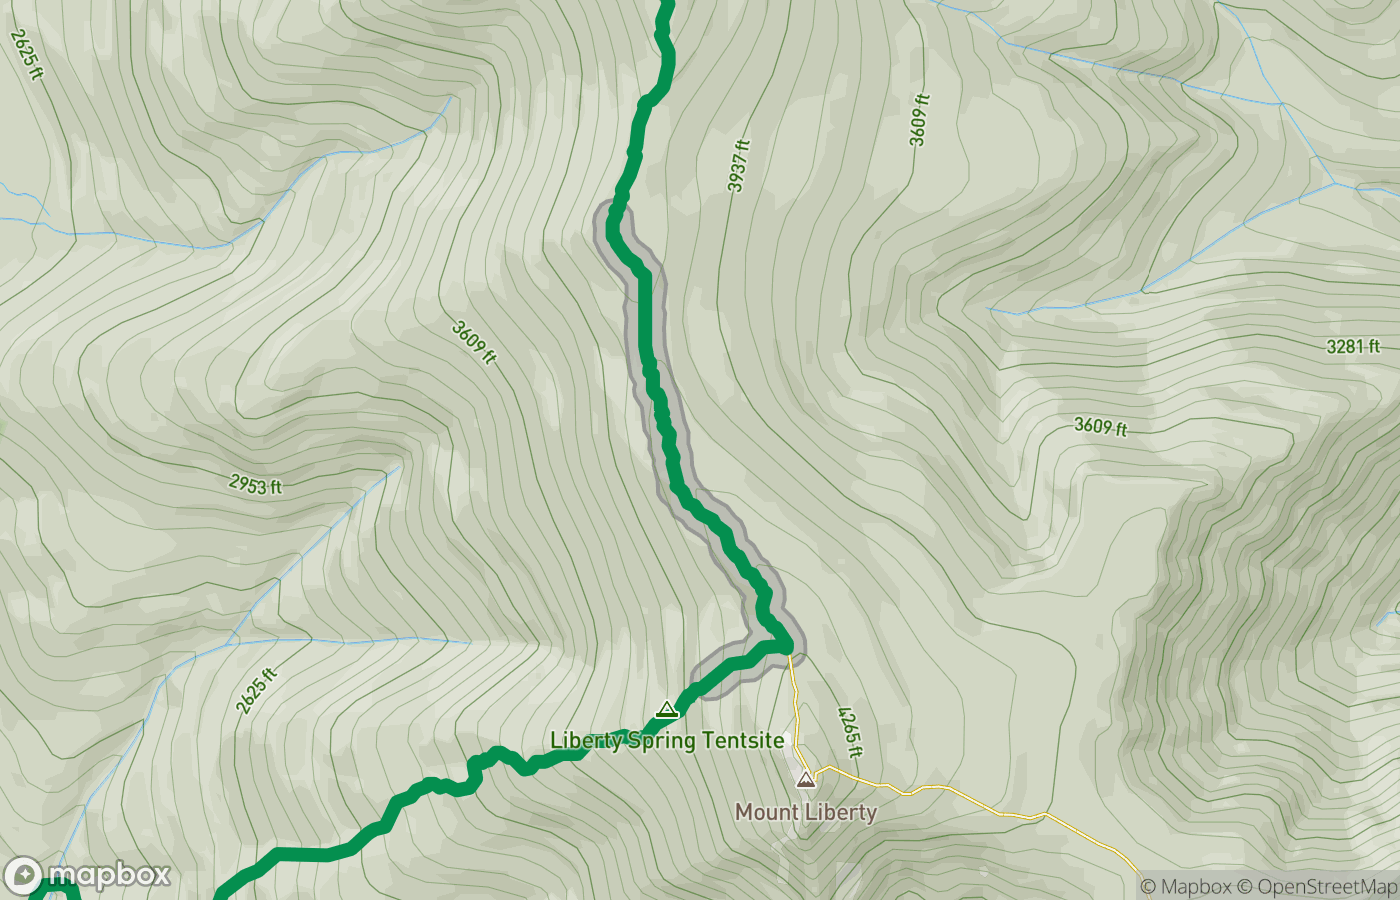 2625 ft
3609 ft
3937 ft
3609 ft
3281 ft
3609 ft
2953 ft
2625 ft
4265 ft
Liberty Spring Tentsite
Mount Liberty
mapbox
© Mapbox © OpenStreetMap